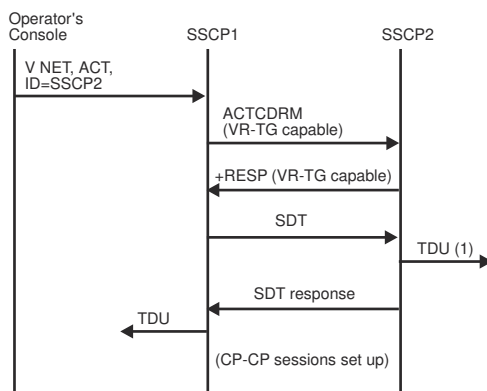 Operator's
Console
SSCP1
SSCP2
V NET, ACT,
ID=SSCP2
ACTCDRM
(VR-TG capable)
+RESP (VR-TG capable)
SDT
TDU (1)
SDT response
TDU
(CP-CP sessions set up)